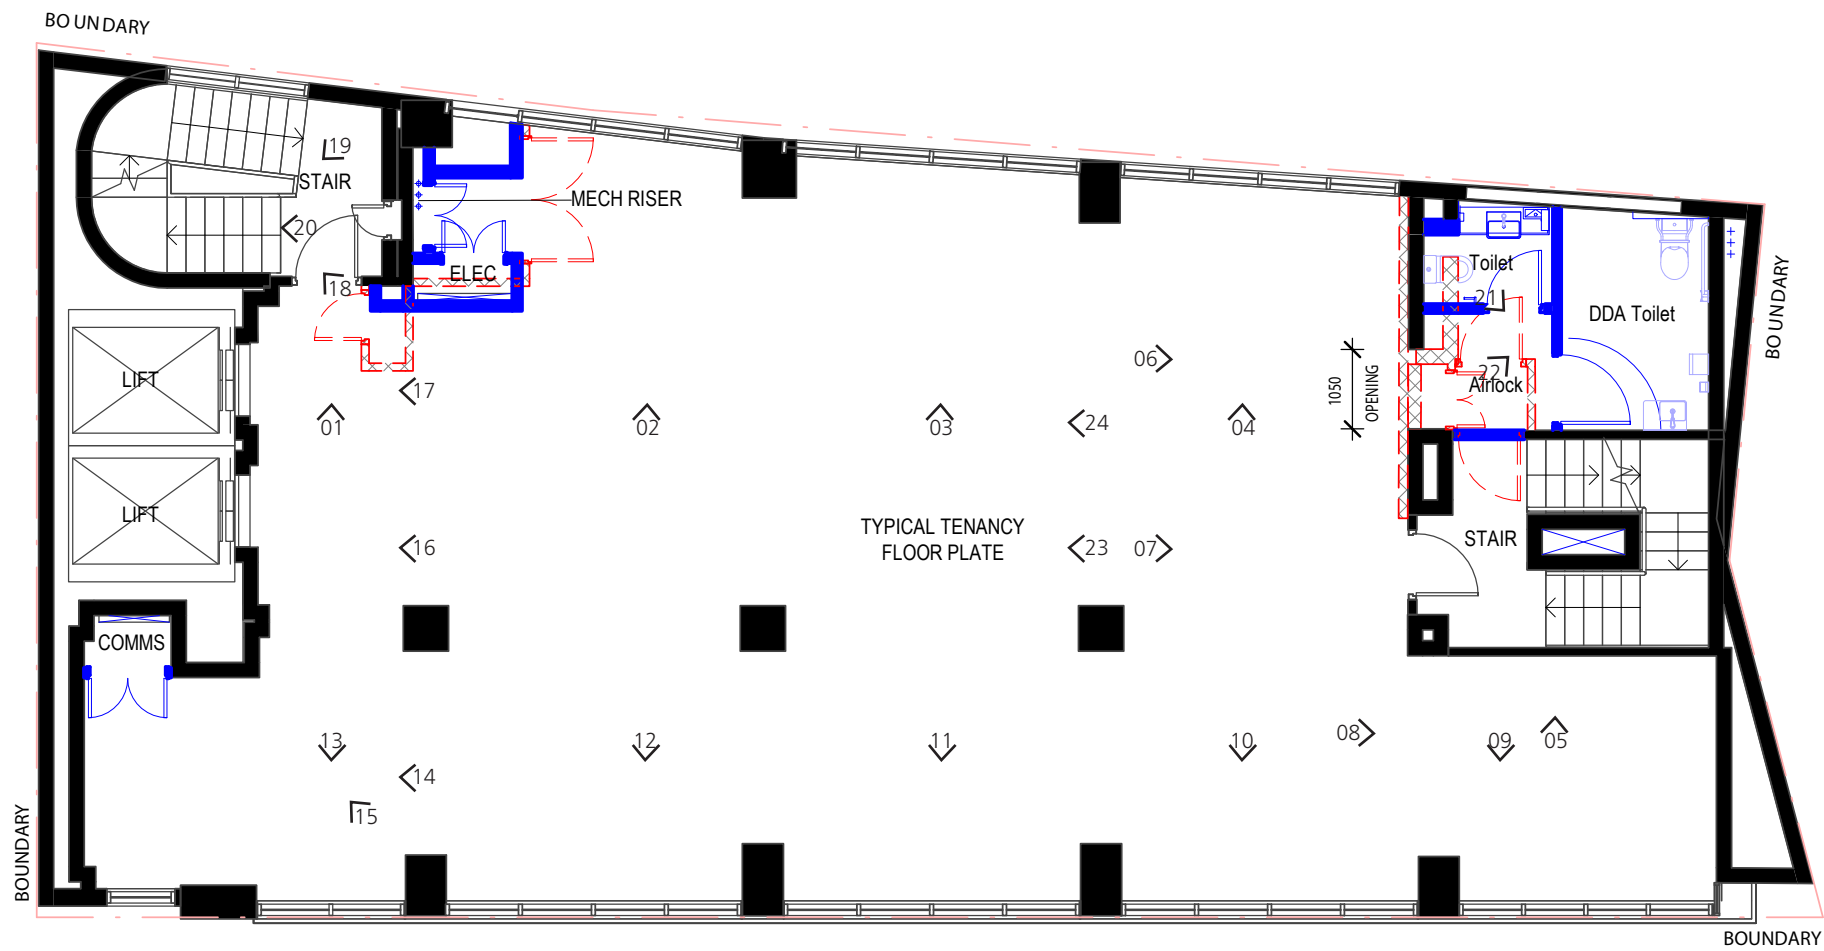 BOUNDARY
19
STAIR
MECH RISER
20
ELEC
18
Toilet
21
DDA Toilet
BOUNDARY
06
1050
OPENING
22
Airlock
LIFT
17
01
02
03
24
04
LIFT
TYPICAL TENANCY
FLOOR PLATE
16
23
07
STAIR
COMMS
13
12
11
08
10
09
05
14
15
BOUNDARY
BOUNDARY